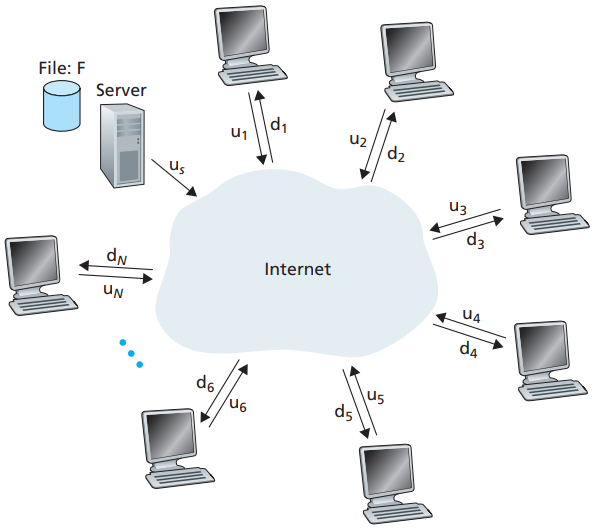 File: F
Server
u_s
u_1
d_1
u_2
d_2
u_3
d_3
u_4
d_4
u_5
d_5
d_6
u_6
d_N
u_N
Internet